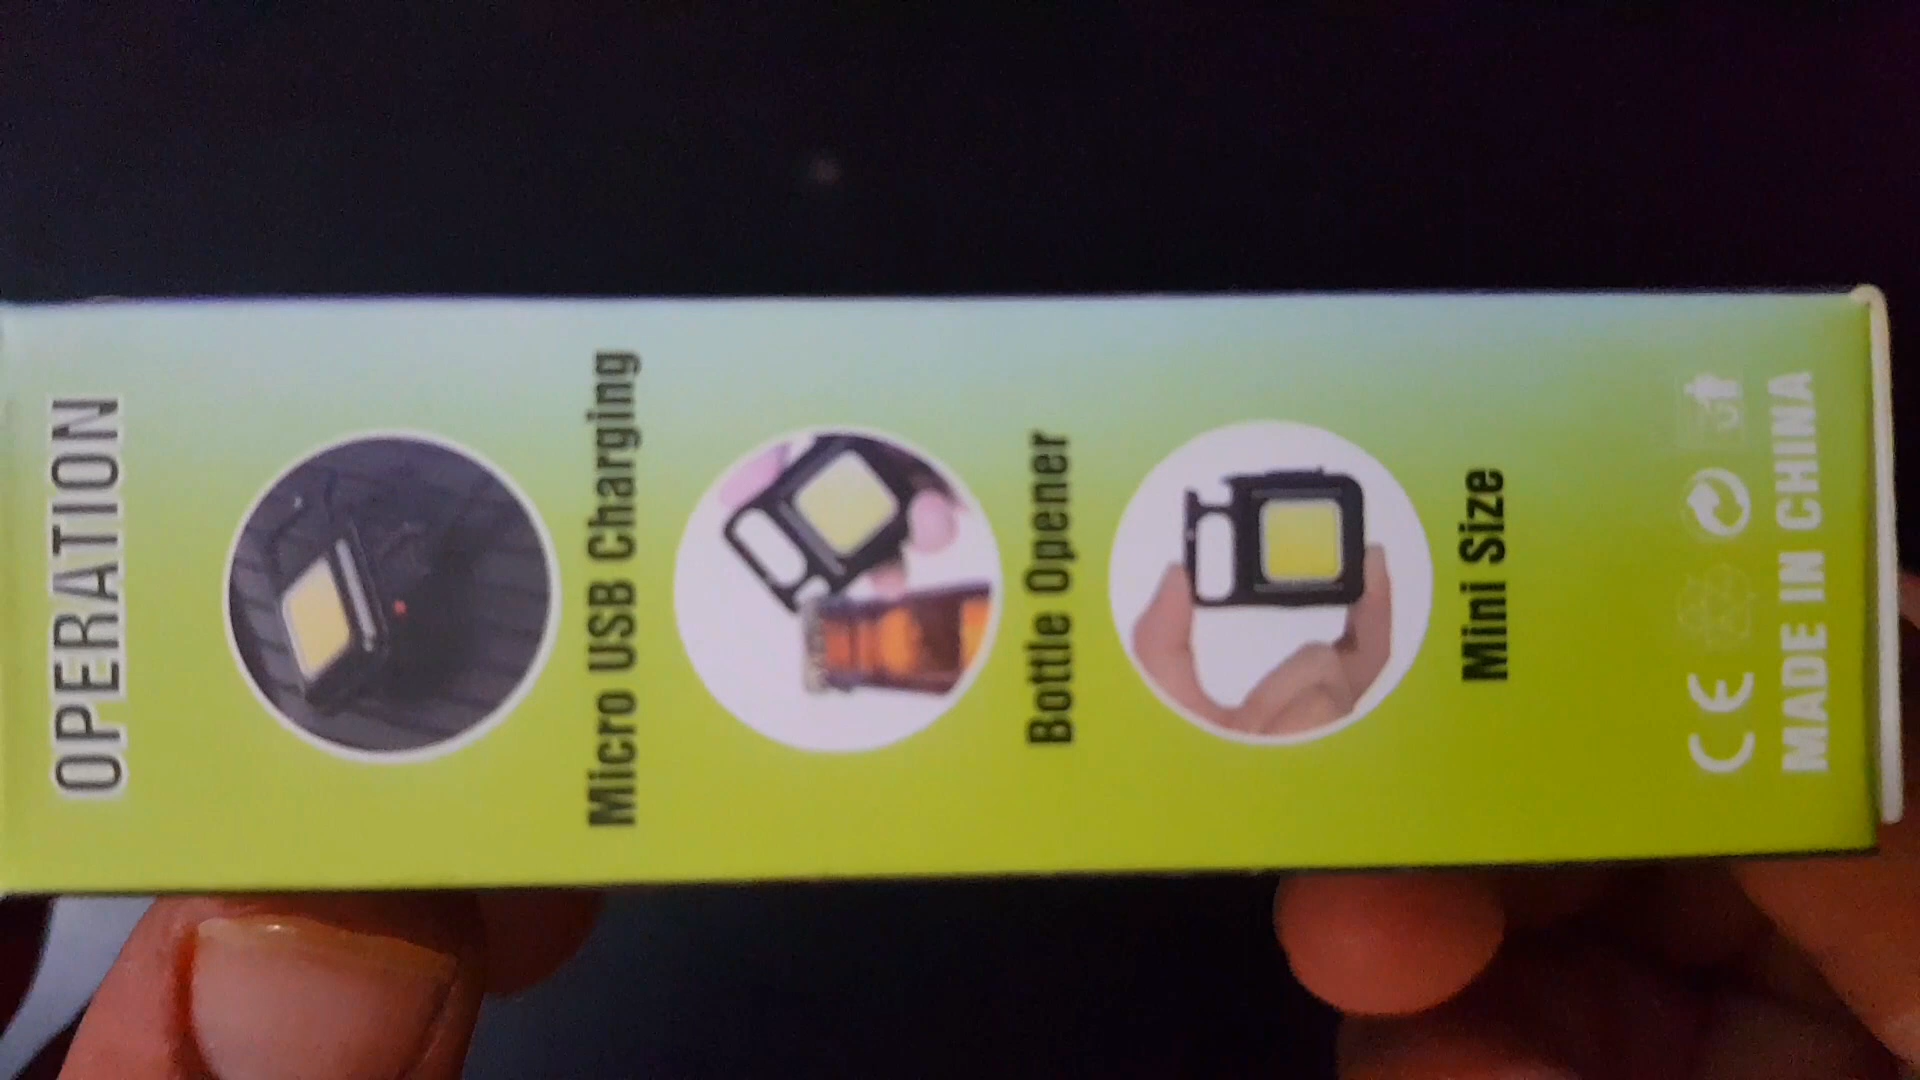 OPERATION
Micro USB Charging
Bottle Opener
Mini Size
CE
MADE IN CHINA